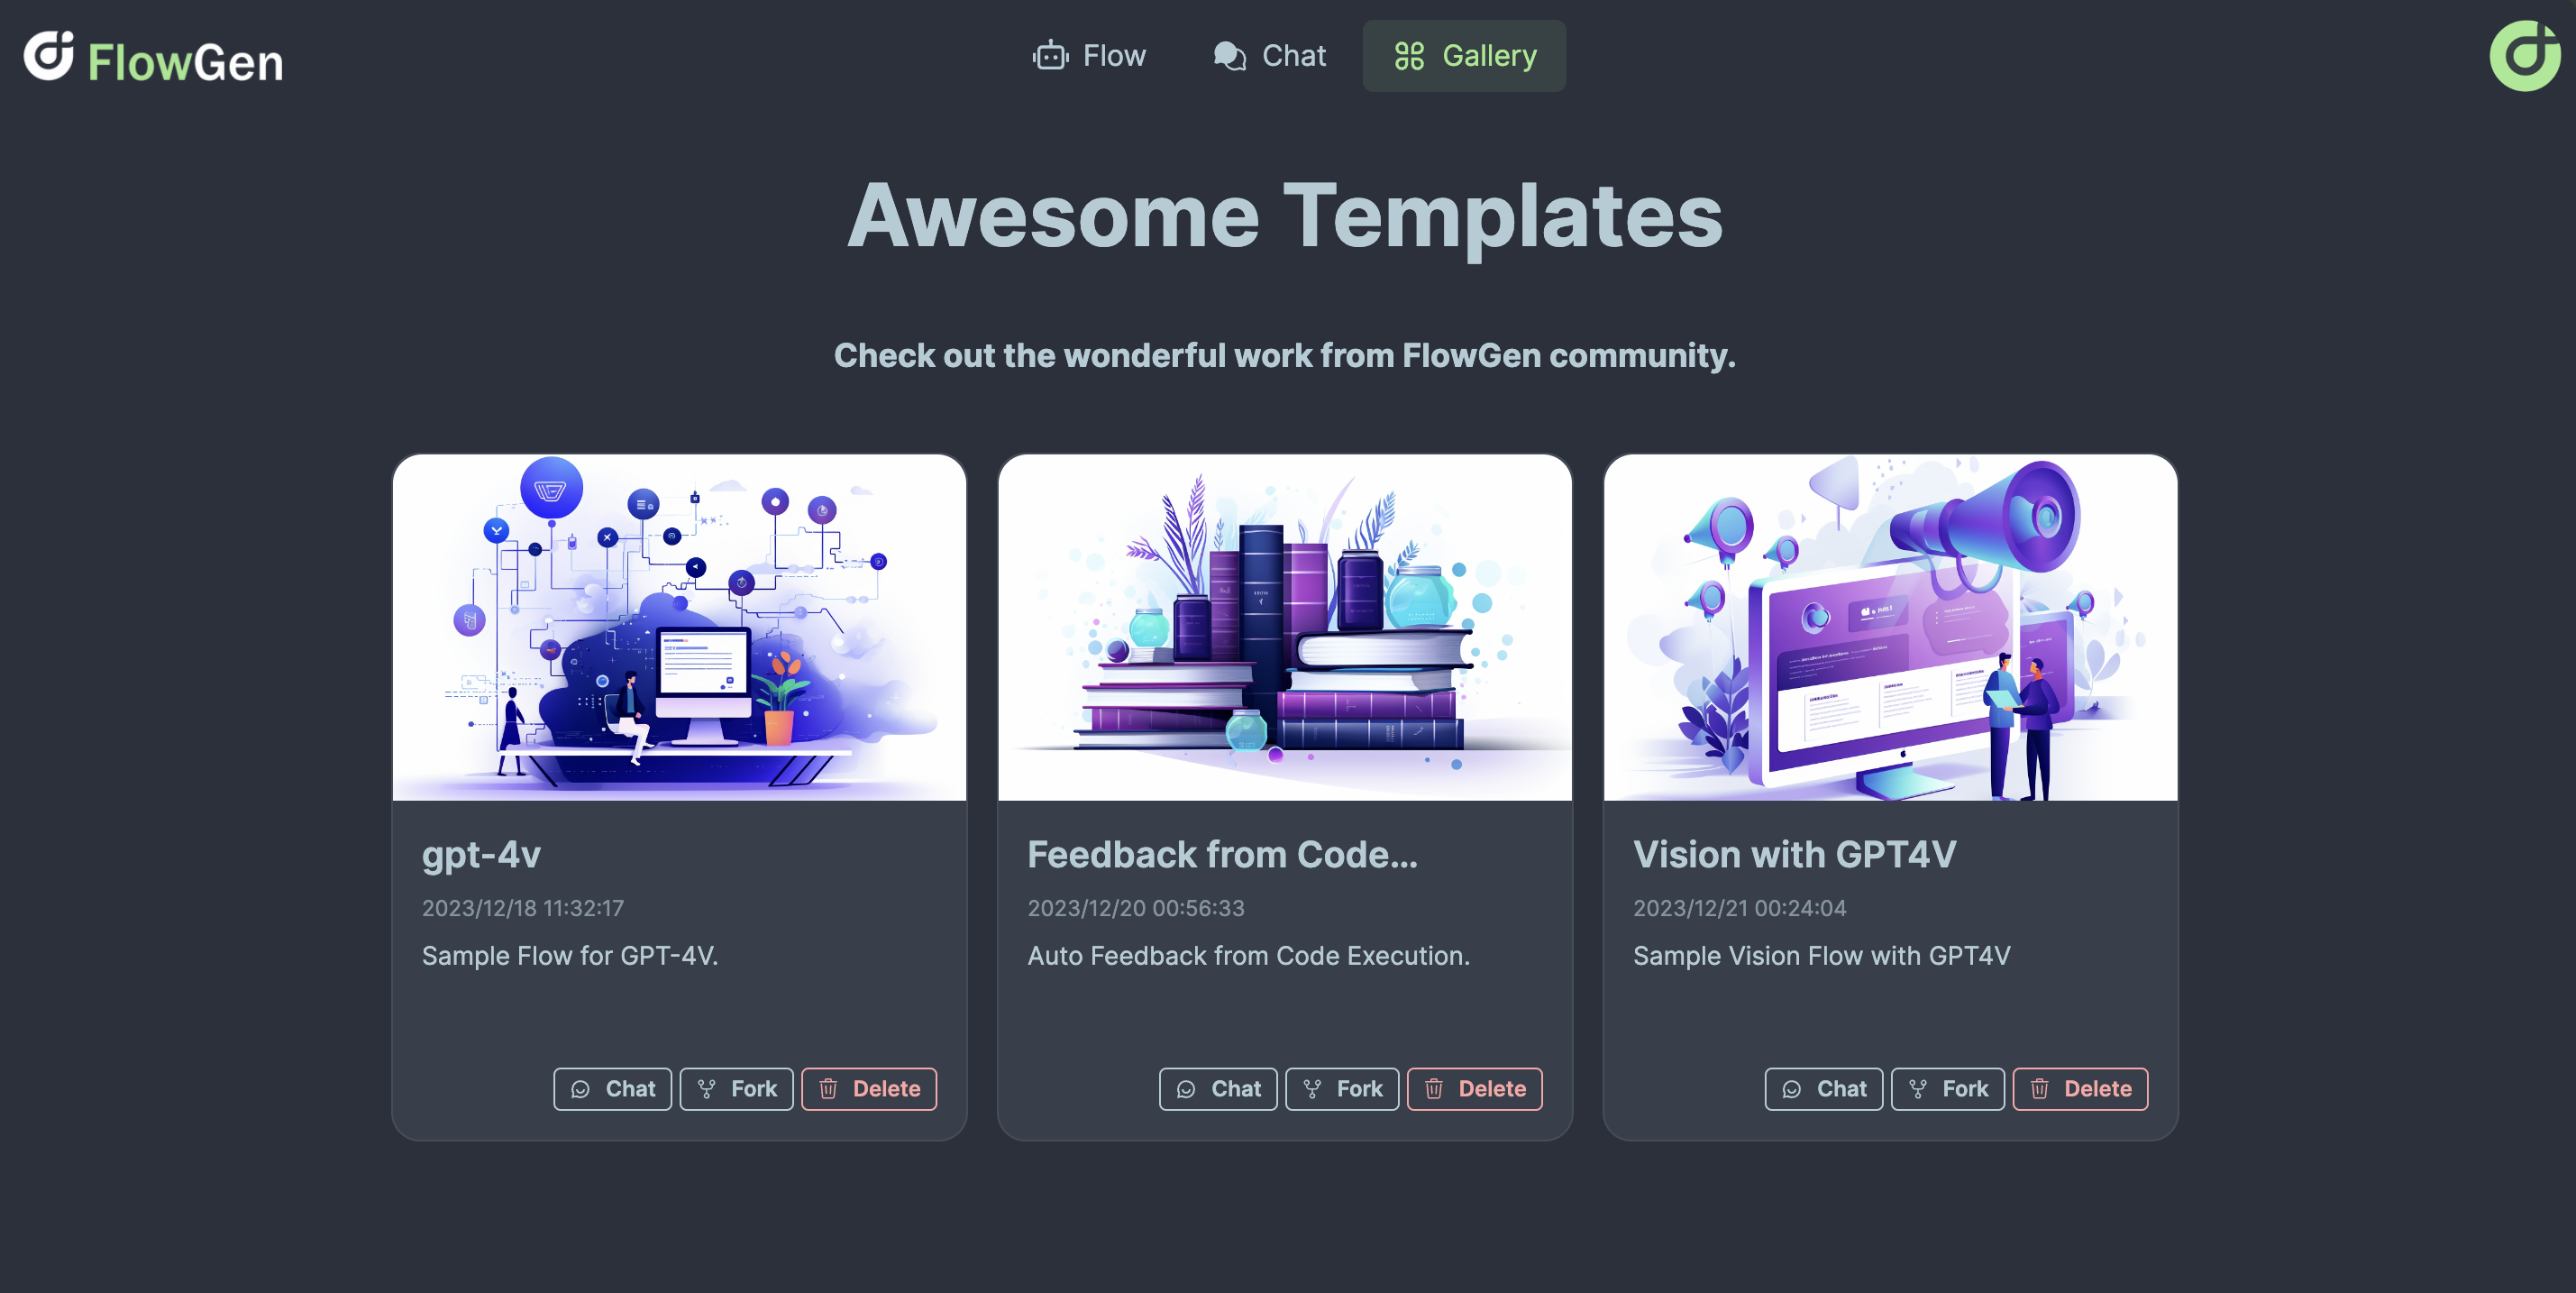 FlowGen
Flow
Chat
Gallery
Awesome Templates
Check out the wonderful work from FlowGen community.
gpt-4v
2023/12/18 11:32:17
Sample Flow for GPT-4V.
Chat
Fork
Delete
Feedback from Code...
2023/12/20 00:56:33
Auto Feedback from Code Execution.
Chat
Fork
Delete
Vision with GPT4V
2023/12/21 00:24:04
Sample Vision Flow with GPT4V
Chat
Fork
Delete